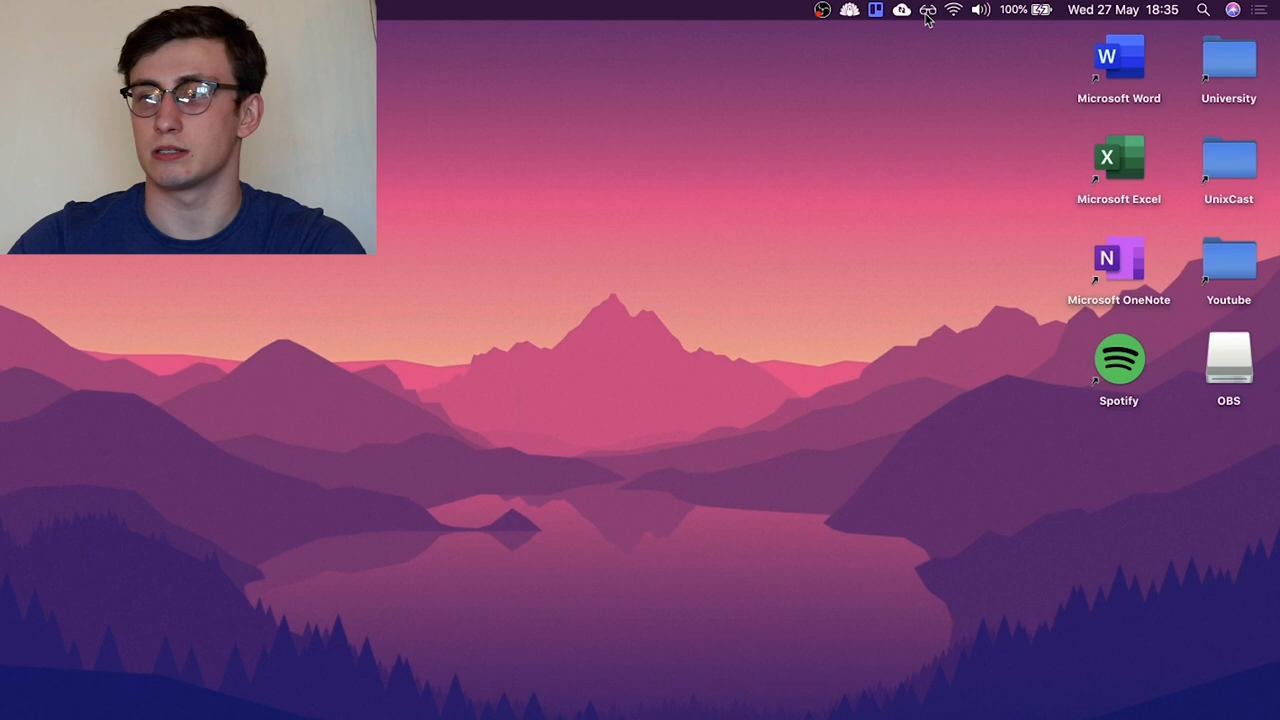 100%
Wed 27 May 18:35
W
Microsoft Word
University
X
Microsoft Excel
UnixCast
N
Microsoft OneNote
Youtube
Spotify
OBS